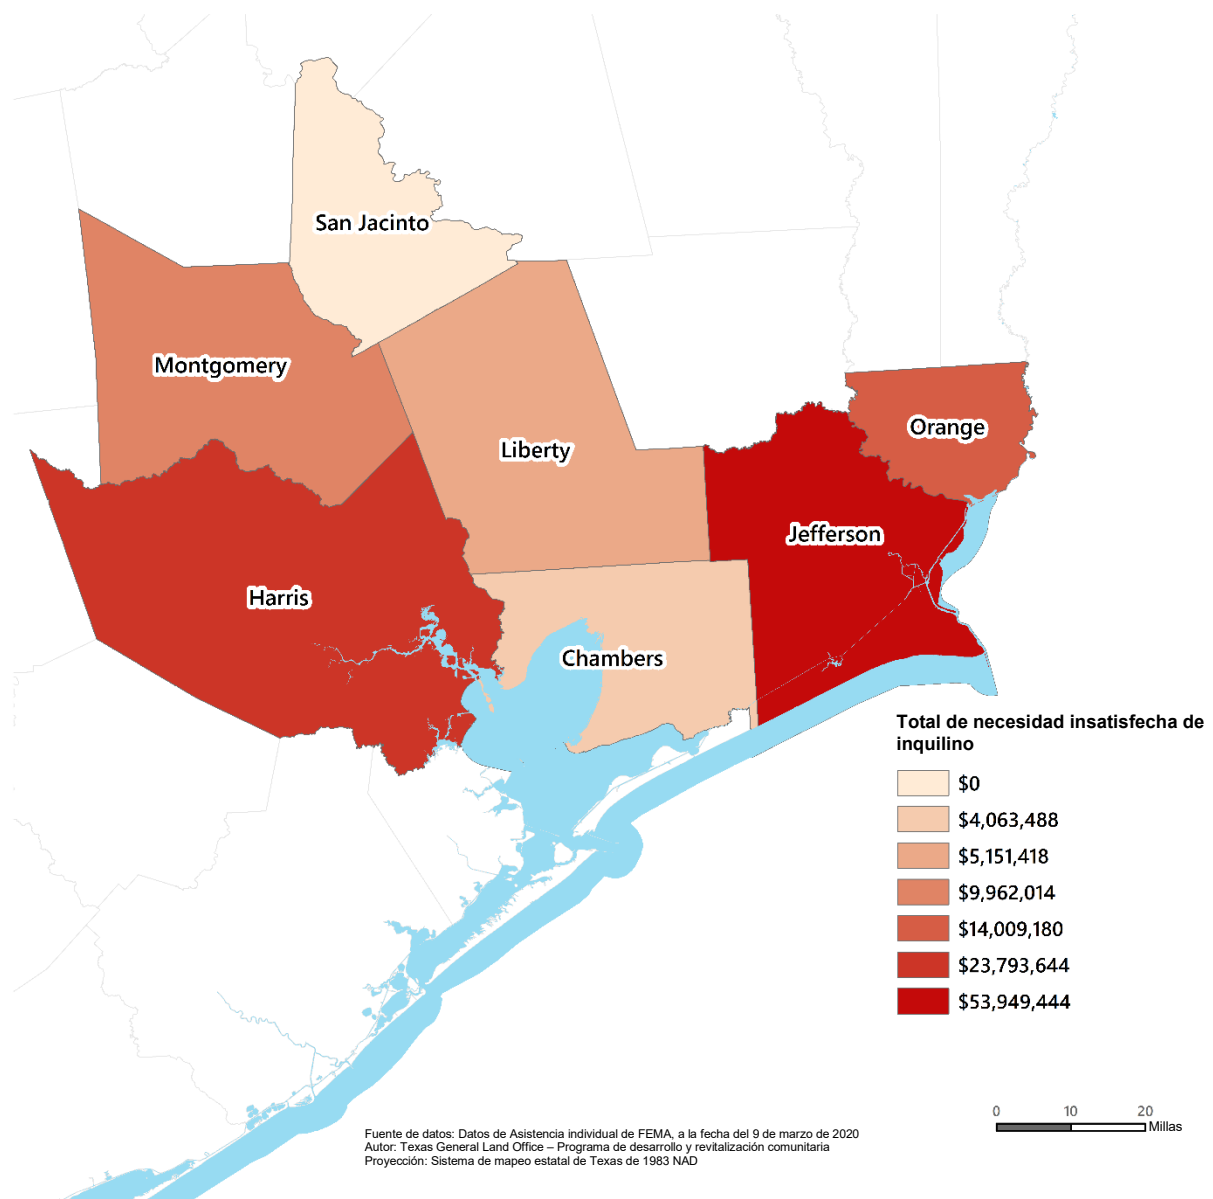 San Jacinto
Montgomery
Orange
Liberty
Jefferson
Harris
Chambers
Total de necesidad insatisfecha de
inquilino
$0
$4,063,488
$5,151,418
$9,962,014
$14,009,180
$23,793,644
$53,949,444
0 10 20
Millas
Fuente de datos: Datos de Asistencia individual de FEMA, a la fecha del 9 de marzo de 2020
Autor: Texas General Land Office – Programa de desarrollo y revitalización comunitaria
Proyección: Sistema de mapeo estatal de Texas de 1983 NAD